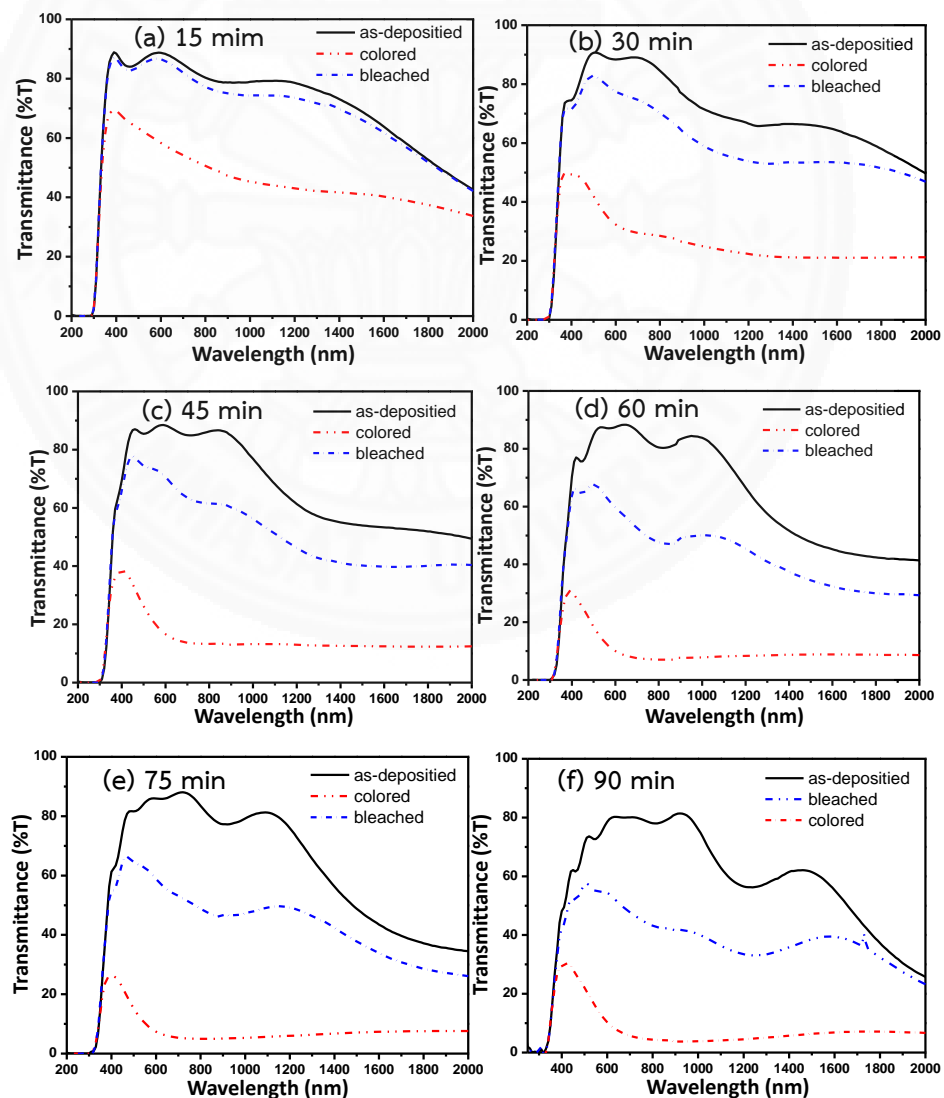 (a) 15 mim
as-depositied
colored
bleached
Transmittance (%T)
100
80
60
40
20
0
200 400 600 800 1000 1200 1400 1600 1800 2000
Wavelength (nm)
(b) 30 min
as-depositied
colored
bleached
Transmittance (%T)
100
80
60
40
20
0
200 400 600 800 1000 1200 1400 1600 1800 2000
Wavelength (nm)
(c) 45 min
as-depositied
colored
bleached
Transmittance (%T)
100
80
60
40
20
0
200 400 600 800 1000 1200 1400 1600 1800 2000
Wavelength (nm)
(d) 60 min
as-depositied
colored
bleached
Transmittance (%T)
100
80
60
40
20
0
200 400 600 800 1000 1200 1400 1600 1800 2000
Wavelength (nm)
(e) 75 min
as-depositied
colored
bleached
Transmittance (%T)
100
80
60
40
20
0
200 400 600 800 1000 1200 1400 1600 1800 2000
Wavelength (nm)
(f) 90 min
as-depositied
bleached
colored
Transmittance (%T)
100
80
60
40
20
0
400 600 800 1000 1200 1400 1600 1800 2000
Wavelength (nm)